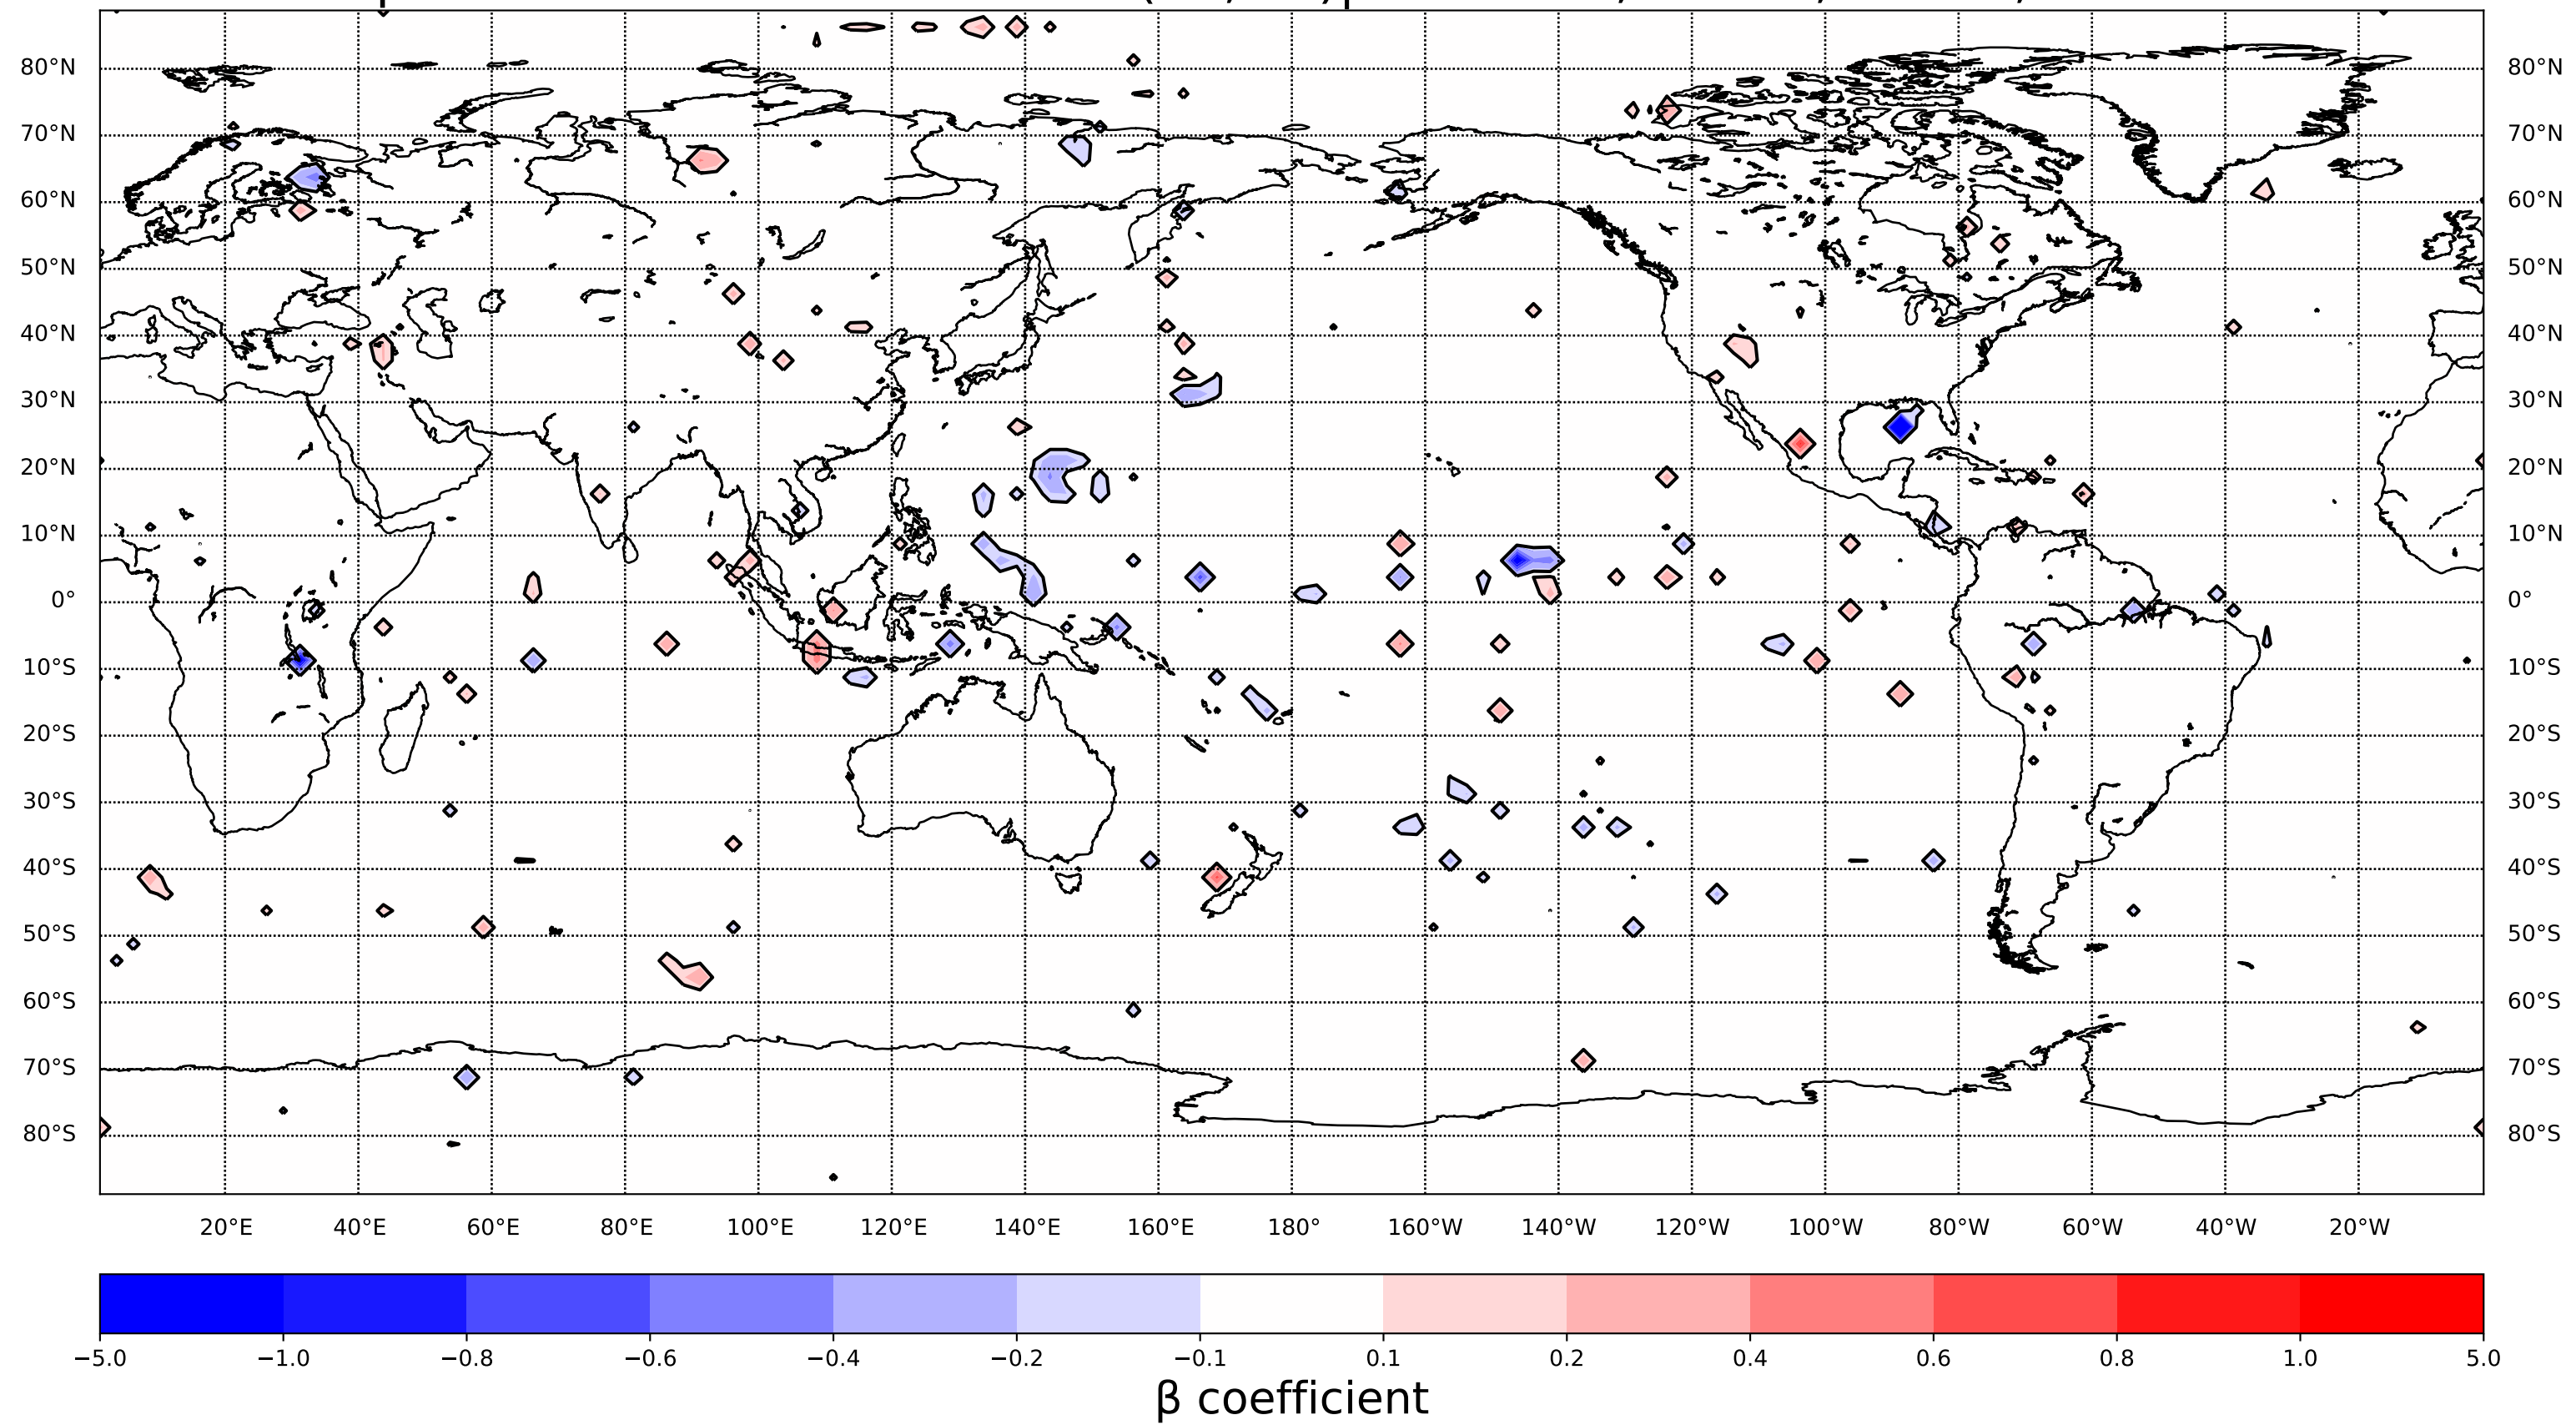 80°N 80°N
70°N 70°N
60°N 60°N
50°N 50°N
40°N 40°N
30°N 30°N
20°N 20°N
10°N 10°N
0° 0°
10°S 10°S
20°S 20°S
30°S 30°S
40°S 40°S
50°S 50°S
60°S 60°S
70°S 70°S
80°S 80°S
20°E 40°E 60°E 80°E 100°E 120°E 140°E 160°E 180° 160°W 140°W 120°W 100°W 80°W 60°W 40°W 20°W
−5.0 −1.0 −0.8 −0.6 −0.4 −0.2 −0.1 0.1 0.2 0.4 0.6 0.8 1.0 5.0
β coefficient